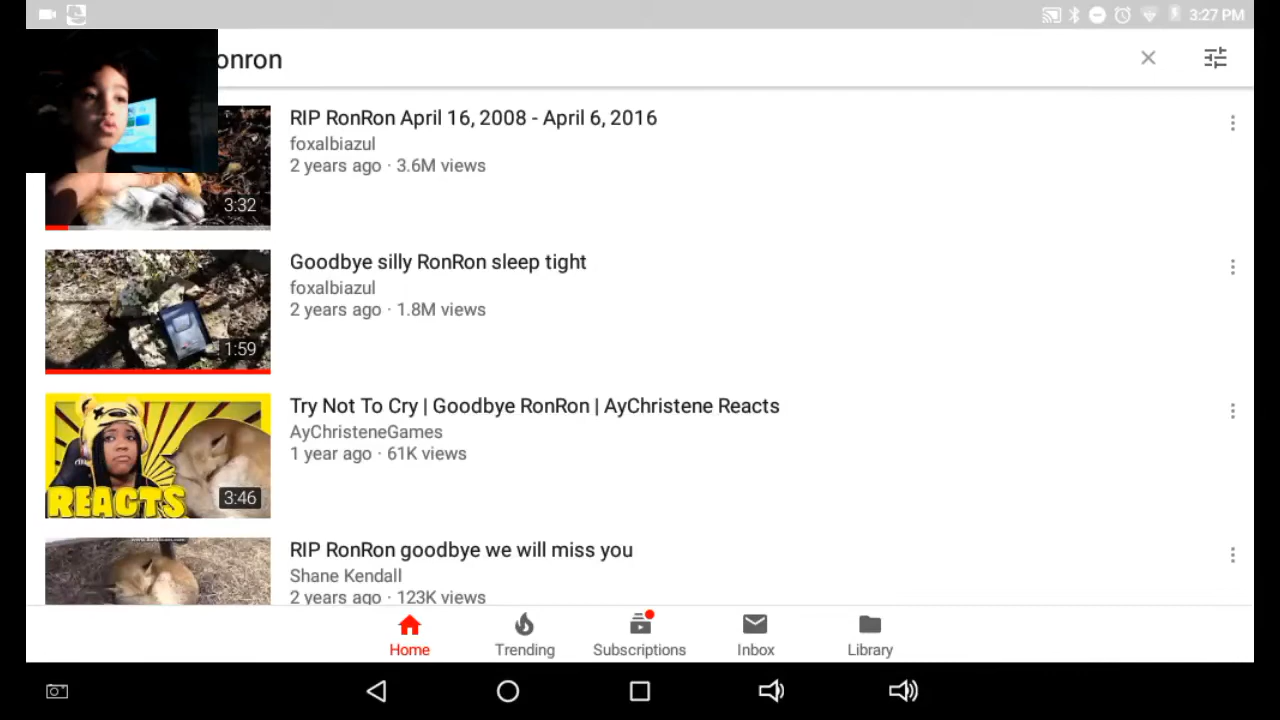 3:27 PM
onron
RIP RonRon April 16, 2008 - April 6, 2016
foxalbiazul
2 years ago · 3.6M views
3:32
Goodbye silly RonRon sleep tight
foxalbiazul
2 years ago · 1.8M views
1:59
Try Not To Cry | Goodbye RonRon | AyChristene Reacts
AyChristeneGames
1 year ago · 61K views
REACTS
3:46
RIP RonRon goodbye we will miss you
Shane Kendall
2 years ago · 123K views
Home
Trending
Subscriptions
Inbox
Library